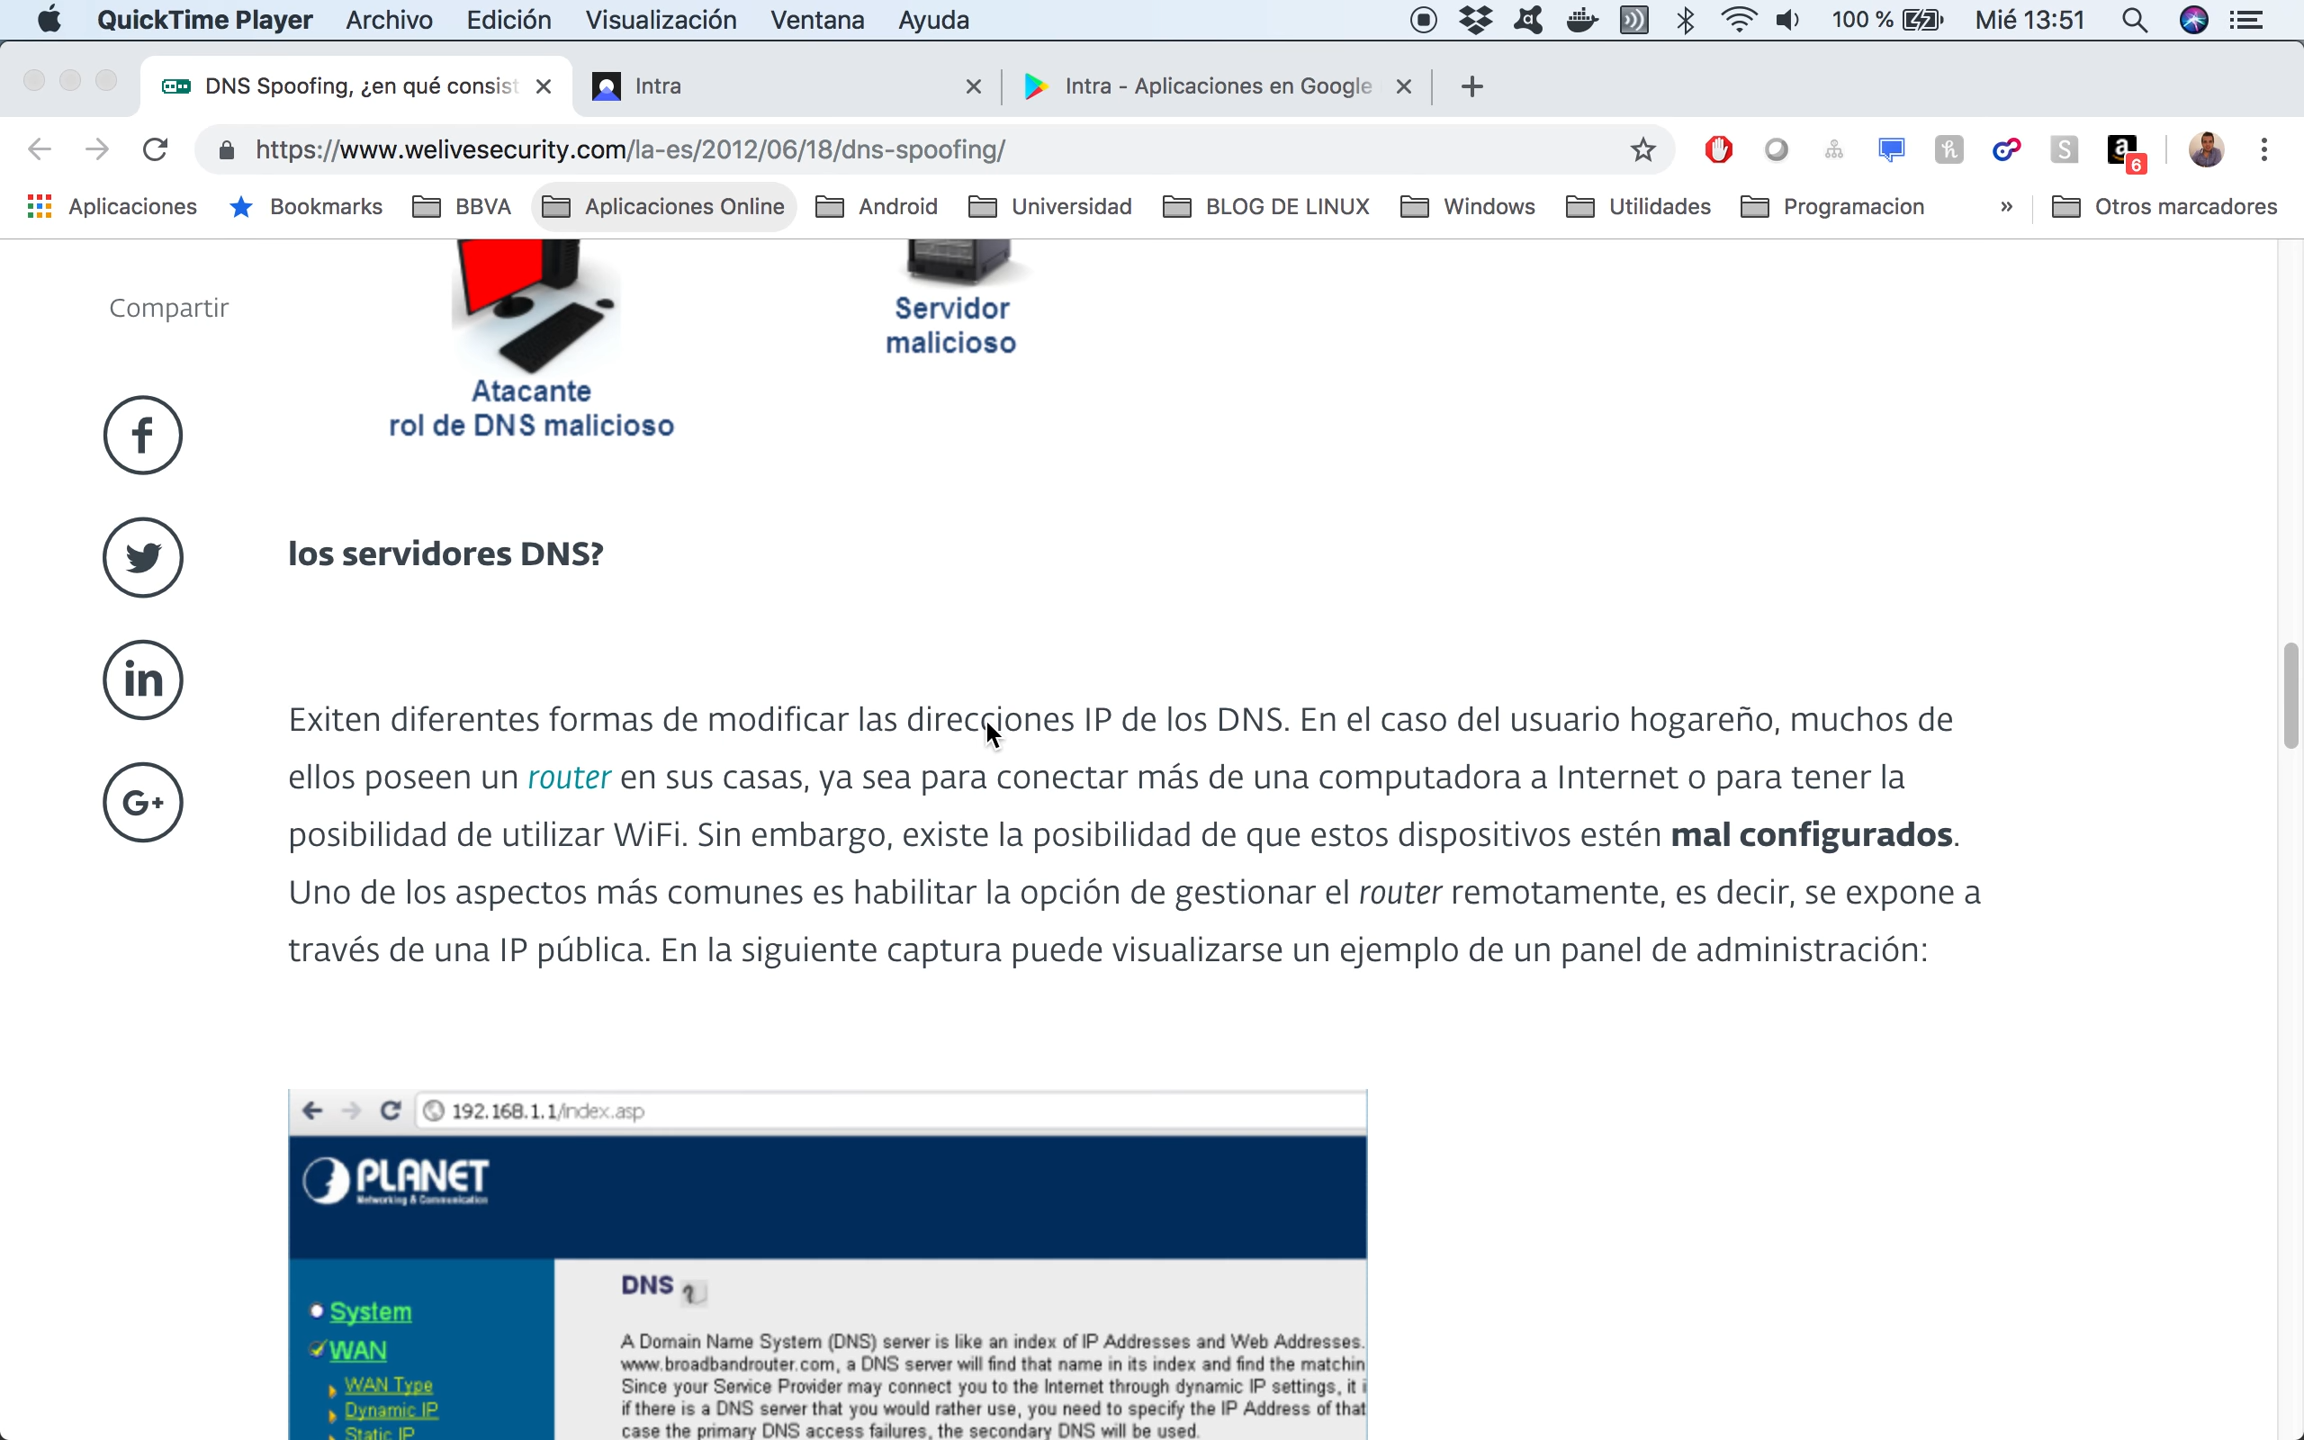 QuickTime Player Archivo Edición Visualización Ventana Ayuda 100 % Mié 13:51
DNS Spoofing, ¿en qué consist Intra Intra - Aplicaciones en Google
https://www.welivesecurity.com/la-es/2012/06/18/dns-spoofing/ 6
Aplicaciones Bookmarks BBVA Aplicaciones Online Android Universidad BLOG DE LINUX Windows Utilidades Programacion » Otros marcadores
Compartir
Servidor
malicioso
Atacante
rol de DNS malicioso
los servidores DNS?
Exiten diferentes formas de modificar las direcciones IP de los DNS. En el caso del usuario hogareño, muchos de
ellos poseen un router en sus casas, ya sea para conectar más de una computadora a Internet o para tener la
posibilidad de utilizar WiFi. Sin embargo, existe la posibilidad de que estos dispositivos estén mal configurados.
Uno de los aspectos más comunes es habilitar la opción de gestionar el router remotamente, es decir, se expone a
través de una IP pública. En la siguiente captura puede visualizarse un ejemplo de un panel de administración:
192.168.1.1/index.asp
PLANET
Networking & Communication
DNS
System
WAN
WAN Type
Dynamic IP
Static IP
A Domain Name System (DNS) server is like an index of IP Addresses and Web Addresses.
www.broadbandrouter.com, a DNS server will find that name in its index and find the matchin
Since your Service Provider may connect you to the Internet through dynamic IP settings, it i
if there is a DNS server that you would rather use, you need to specify the IP Address of that
case the primary DNS access failures, the secondary DNS will be used.